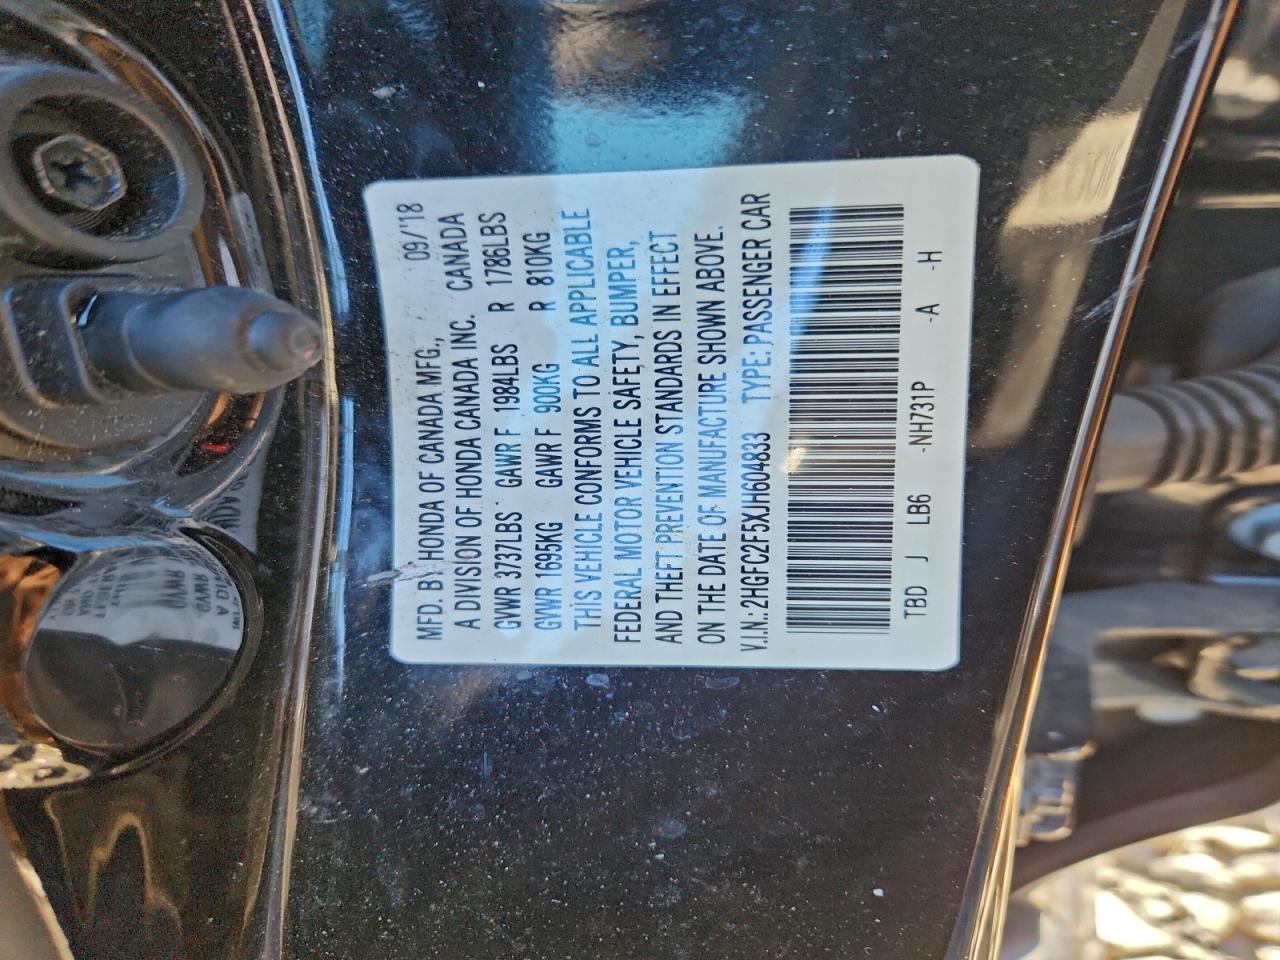 MFD. BY HONDA OF CANADA MFG., 09/'18
A DIVISION OF HONDA CANADA INC. CANADA
GVWR 3737LBS GAWR F 1984LBS R 1786LBS
GWR 1695KG GAWR F 900KG R 810KG
THIS VEHICLE CONFORMS TO ALL APPLICABLE
FEDERAL MOTOR VEHICLE SAFETY, BUMPER,
AND THEFT PREVENTION STANDARDS IN EFFECT
ON THE DATE OF MANUFACTURE SHOWN ABOVE.
V.I.N.: 2HGFC2F5XJH604833 TYPE: PASSENGER CAR
TBD J LB6 -NH731P -A -H